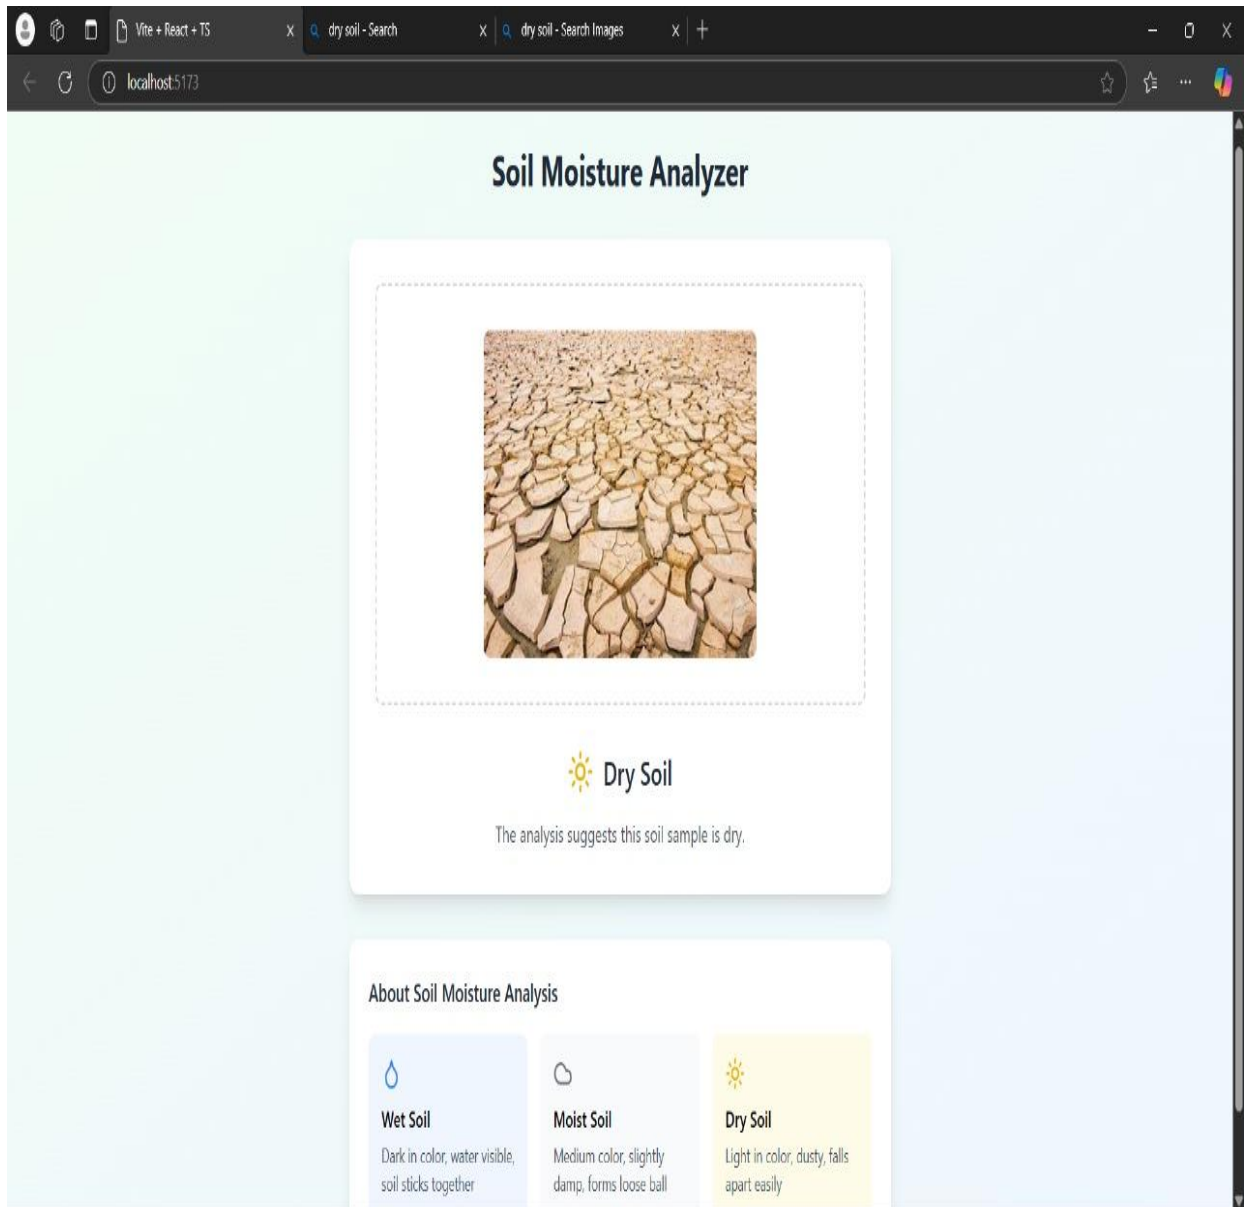 Vite + React + TS
dry soil - Search
dry soil - Search Images
localhost:5173
Soil Moisture Analyzer
Dry Soil
The analysis suggests this soil sample is dry.
About Soil Moisture Analysis
Wet Soil
Dark in color, water visible,
soil sticks together
Moist Soil
Medium color, slightly
damp, forms loose ball
Dry Soil
Light in color, dusty, falls
apart easily